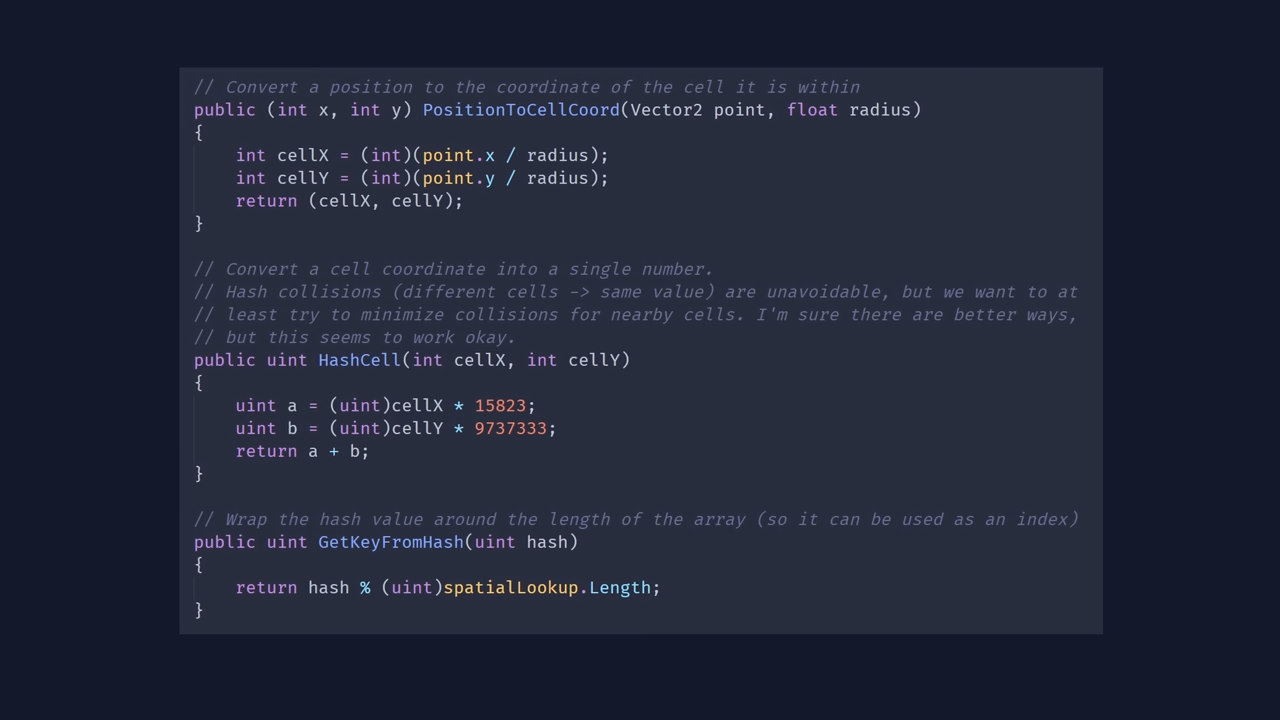 // Convert a position to the coordinate of the cell it is within
public (int x, int y) PositionToCellCoord(Vector2 point, float radius)
{
    int cellX = (int)(point.x / radius);
    int cellY = (int)(point.y / radius);
    return (cellX, cellY);
}

// Convert a cell coordinate into a single number.
// Hash collisions (different cells -> same value) are unavoidable, but we want to at
// least try to minimize collisions for nearby cells. I'm sure there are better ways,
// but this seems to work okay.
public uint HashCell(int cellX, int cellY)
{
    uint a = (uint)cellX * 15823;
    uint b = (uint)cellY * 9737333;
    return a + b;
}

// Wrap the hash value around the length of the array (so it can be used as an index)
public uint GetKeyFromHash(uint hash)
{
    return hash % (uint)spatialLookup.Length;
}